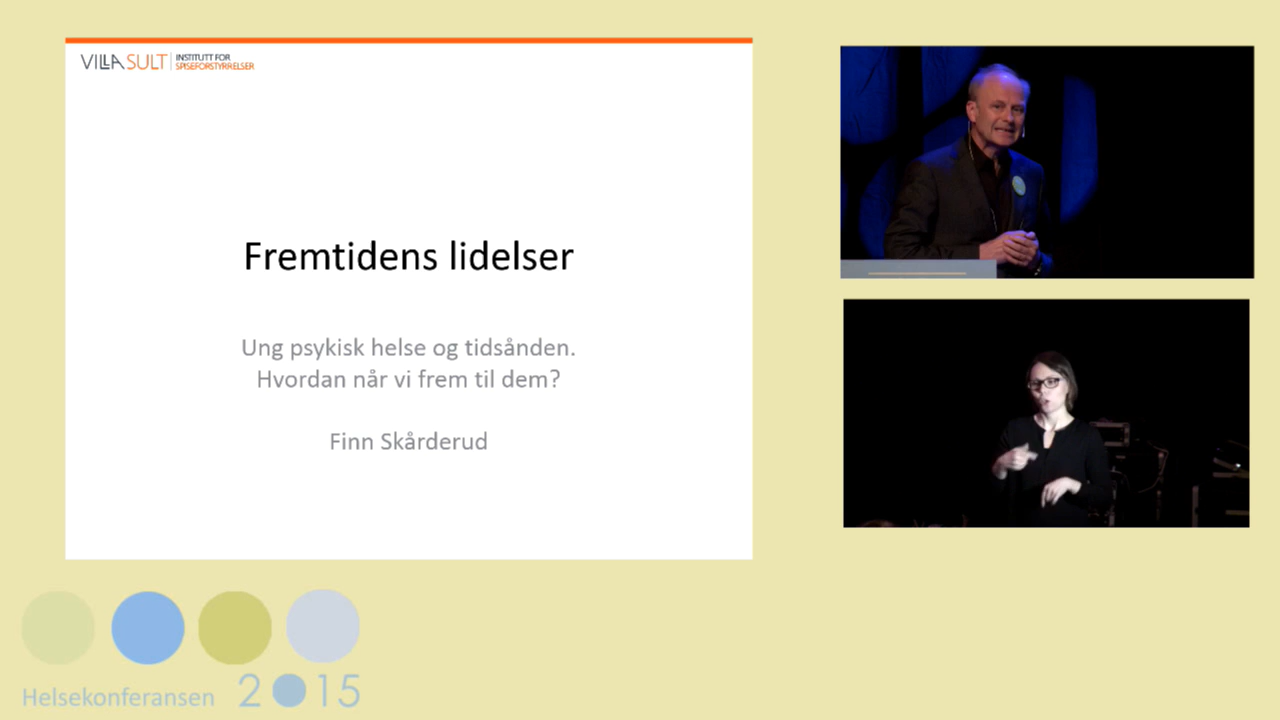 VILLA SULT INSTITUTT FOR
SPISEFORSTYRRELSER
Fremtidens lidelser
Ung psykisk helse og tidsånden.
Hvordan når vi frem til dem?
Finn Skårderud
Helsekonferansen 2015